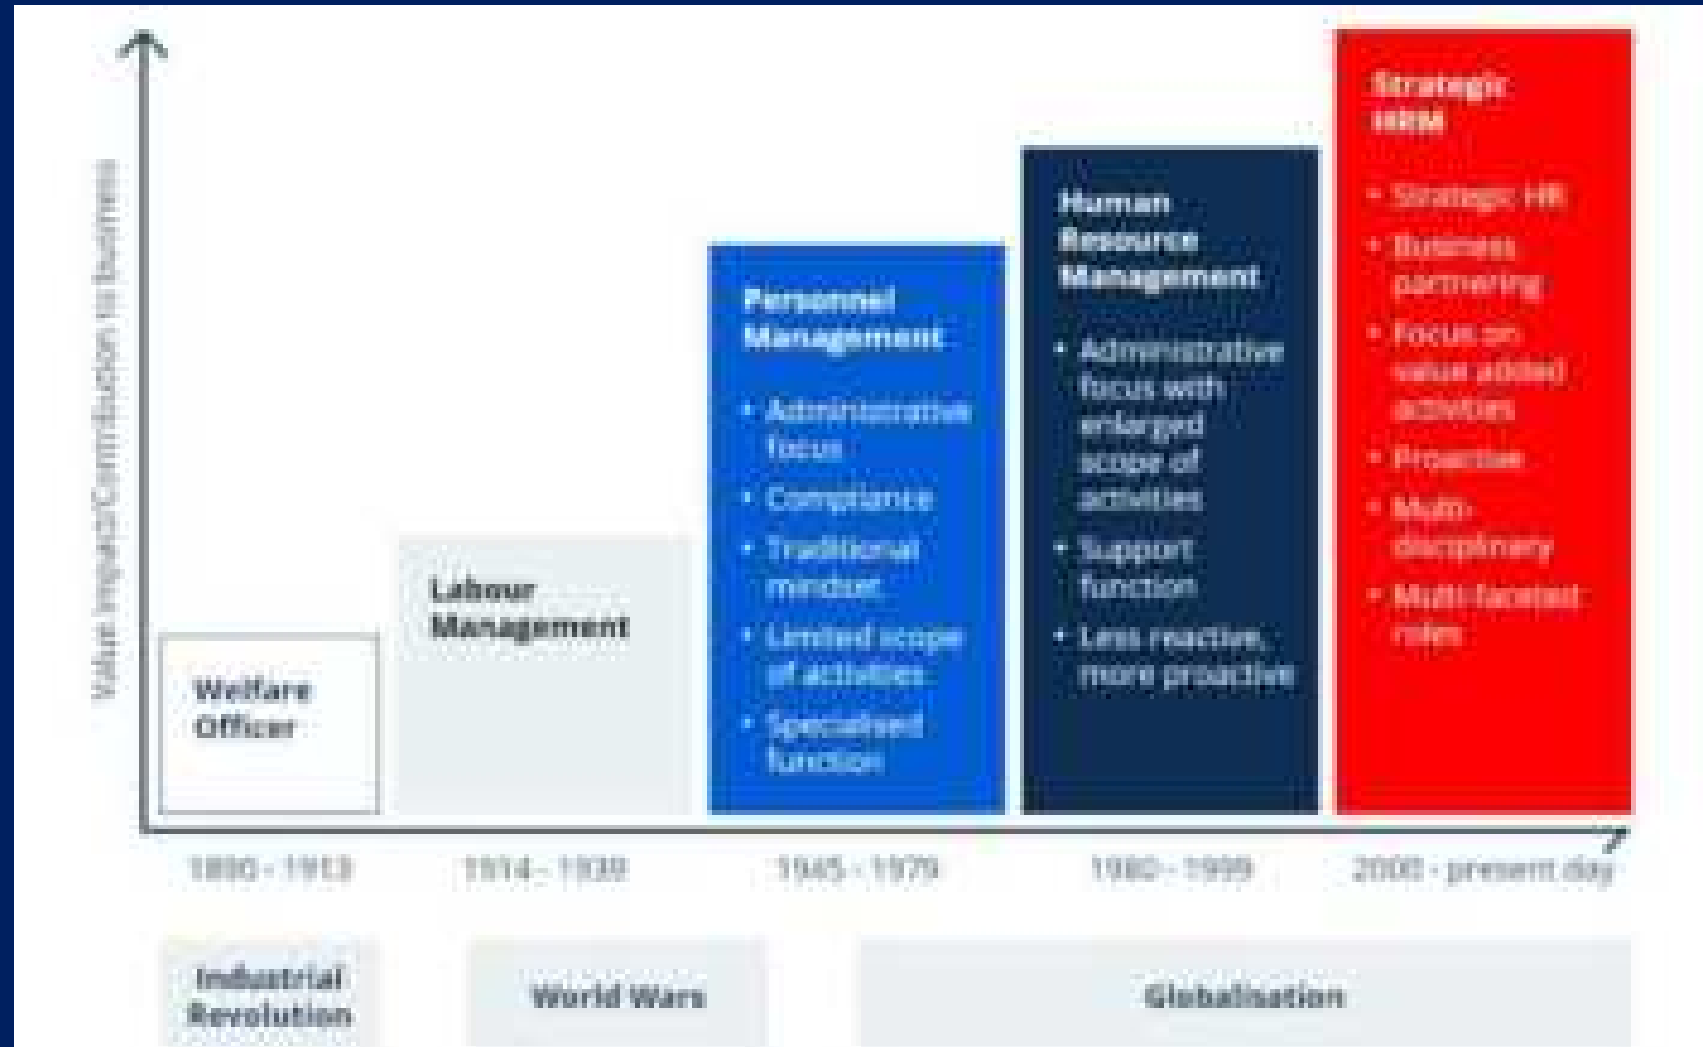 Value Impact/Contribution to business
Welfare
Officer
Labour
Management
Personnel
Management
• Administrative
focus
• Compliance
• Traditional
mindset
• Limited scope
of activities
• Specialised
function
Human
Resource
Management
• Administrative
focus with
enlarged
scope of
activities
• Support
function
• Less reactive,
more proactive
Strategic
HRM
• Strategic HR
• Business
partnering
• Focus on
value added
activities
• Proactive
• Multi-
disciplinary
• Multi-faceted
roles
1890 - 1913
1914 - 1939
1945 - 1979
1980 - 1999
2000 - present day
Industrial
Revolution
World Wars
Globalisation